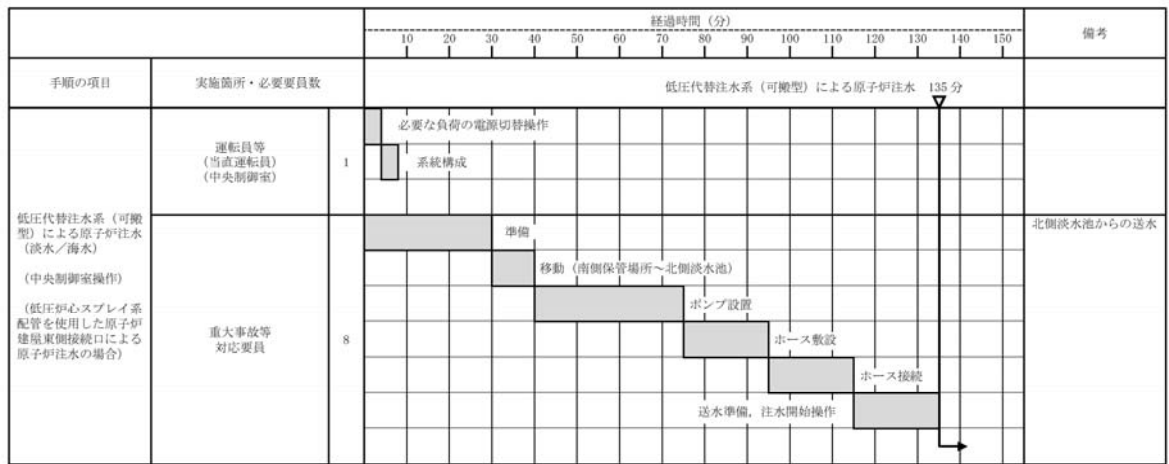 経過時間（分）
備考
10 20 30 40 50 60 70 80 90 100 110 120 130 140 150
手順の項目
実施箇所・必要要員数
低圧代替注水系（可搬型）による原子炉注水 135 分
低圧代替注水系（可搬
型）による原子炉注水
（淡水／海水）
（中央制御室操作）
（低圧炉心スプレイ系
配管を使用した原子炉
建屋東側接続口による
原子炉注水の場合）
運転員等
（当直運転員）
（中央制御室）
1
必要な負荷の電源切替操作
系統構成
重大事故等
対応要員
8
準備
移動（南側保管場所～北側淡水池）
ポンプ設置
ホース敷設
ホース接続
送水準備，注水開始操作
北側淡水池からの送水